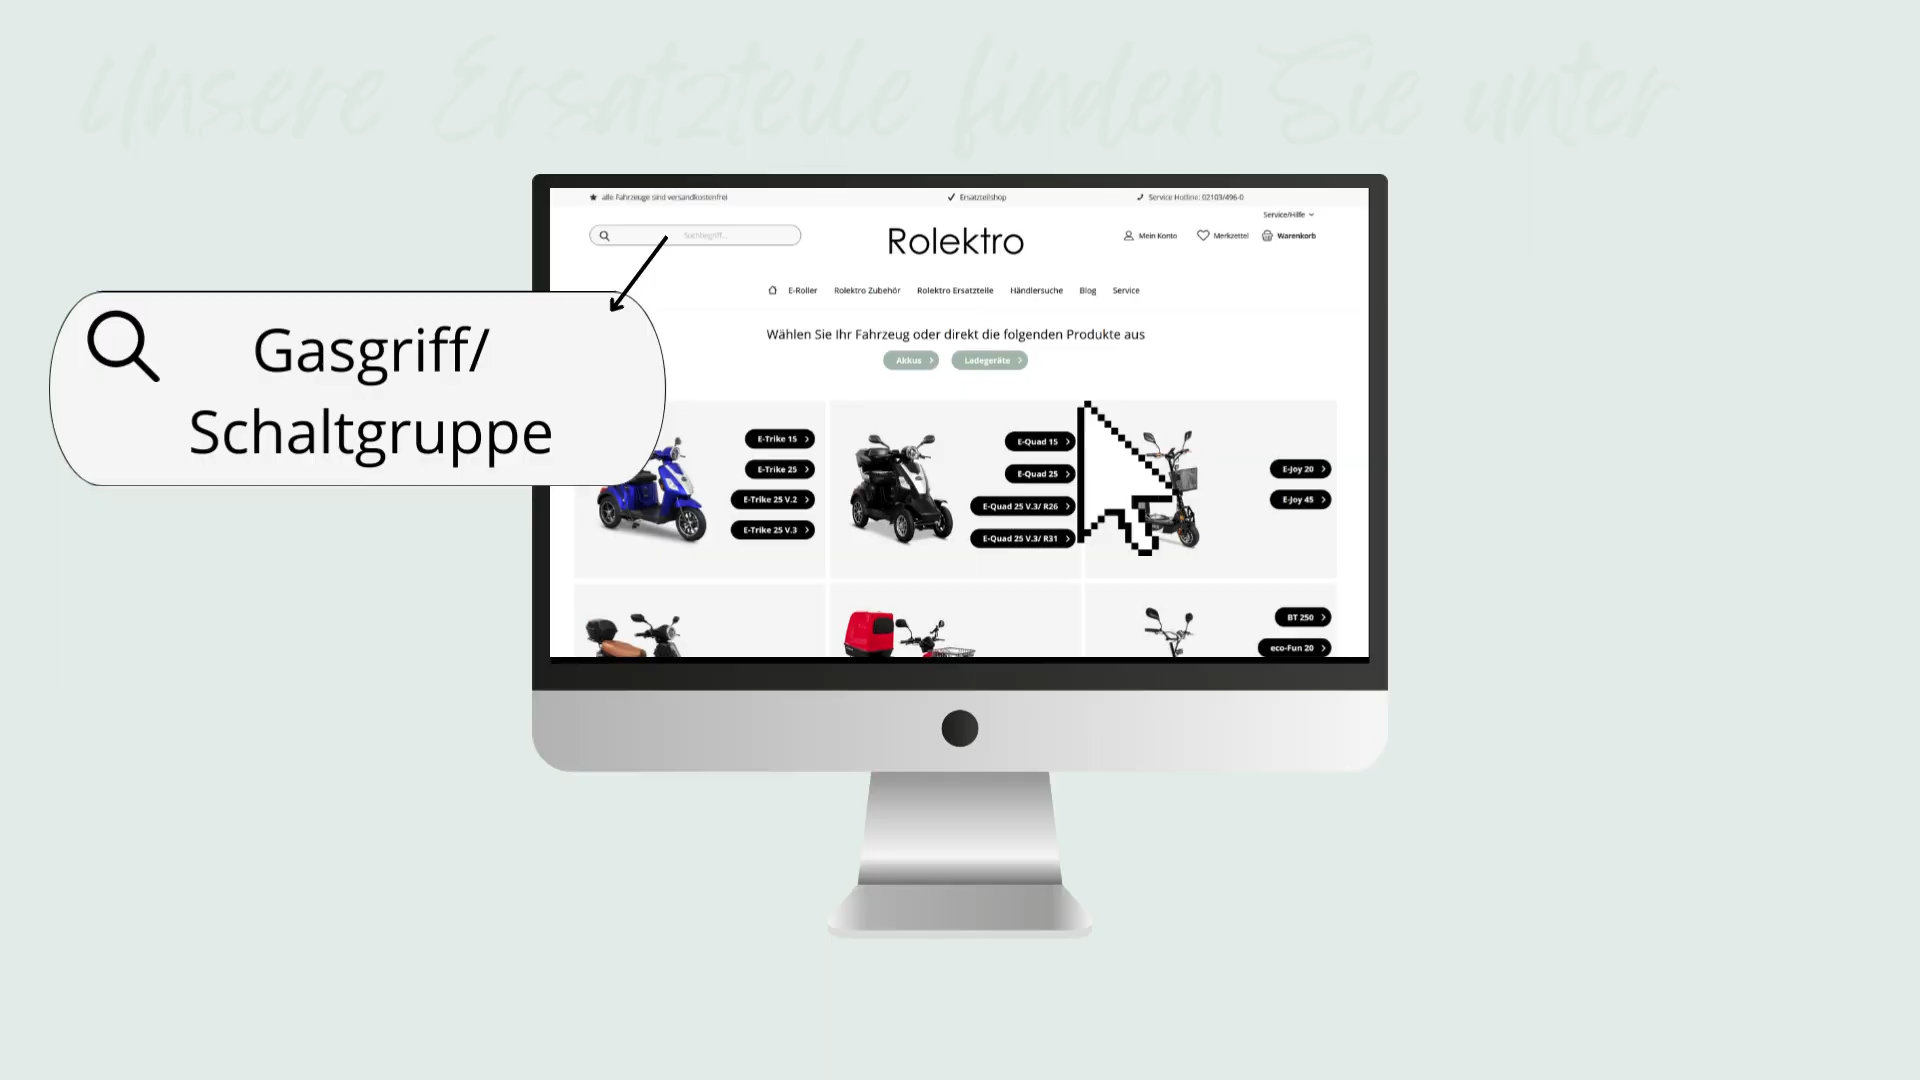 Unsere Ersatzteile finden Sie unter
alle Fahrzeuge sind versandkostenfrei
Ersatzteilshop
Service Hotline: 02103/496-0
Service/Hilfe
Suchbegriff...
Rolektro
Mein Konto
Merkzettel
Warenkorb
E-Roller
Rolektro Zubehör
Rolektro Ersatzteile
Händlersuche
Blog
Service
Gasgriff/
Schaltgruppe
Wählen Sie Ihr Fahrzeug oder direkt die folgenden Produkte aus
Akkus
Ladegeräte
E-Trike 15
E-Trike 25
E-Trike 25 V.2
E-Trike 25 V.3
E-Quad 15
E-Quad 25
E-Quad 25 V.3/ R26
E-Quad 25 V.3/ R31
E-Joy 20
E-Joy 45
BT 250
eco-Fun 20